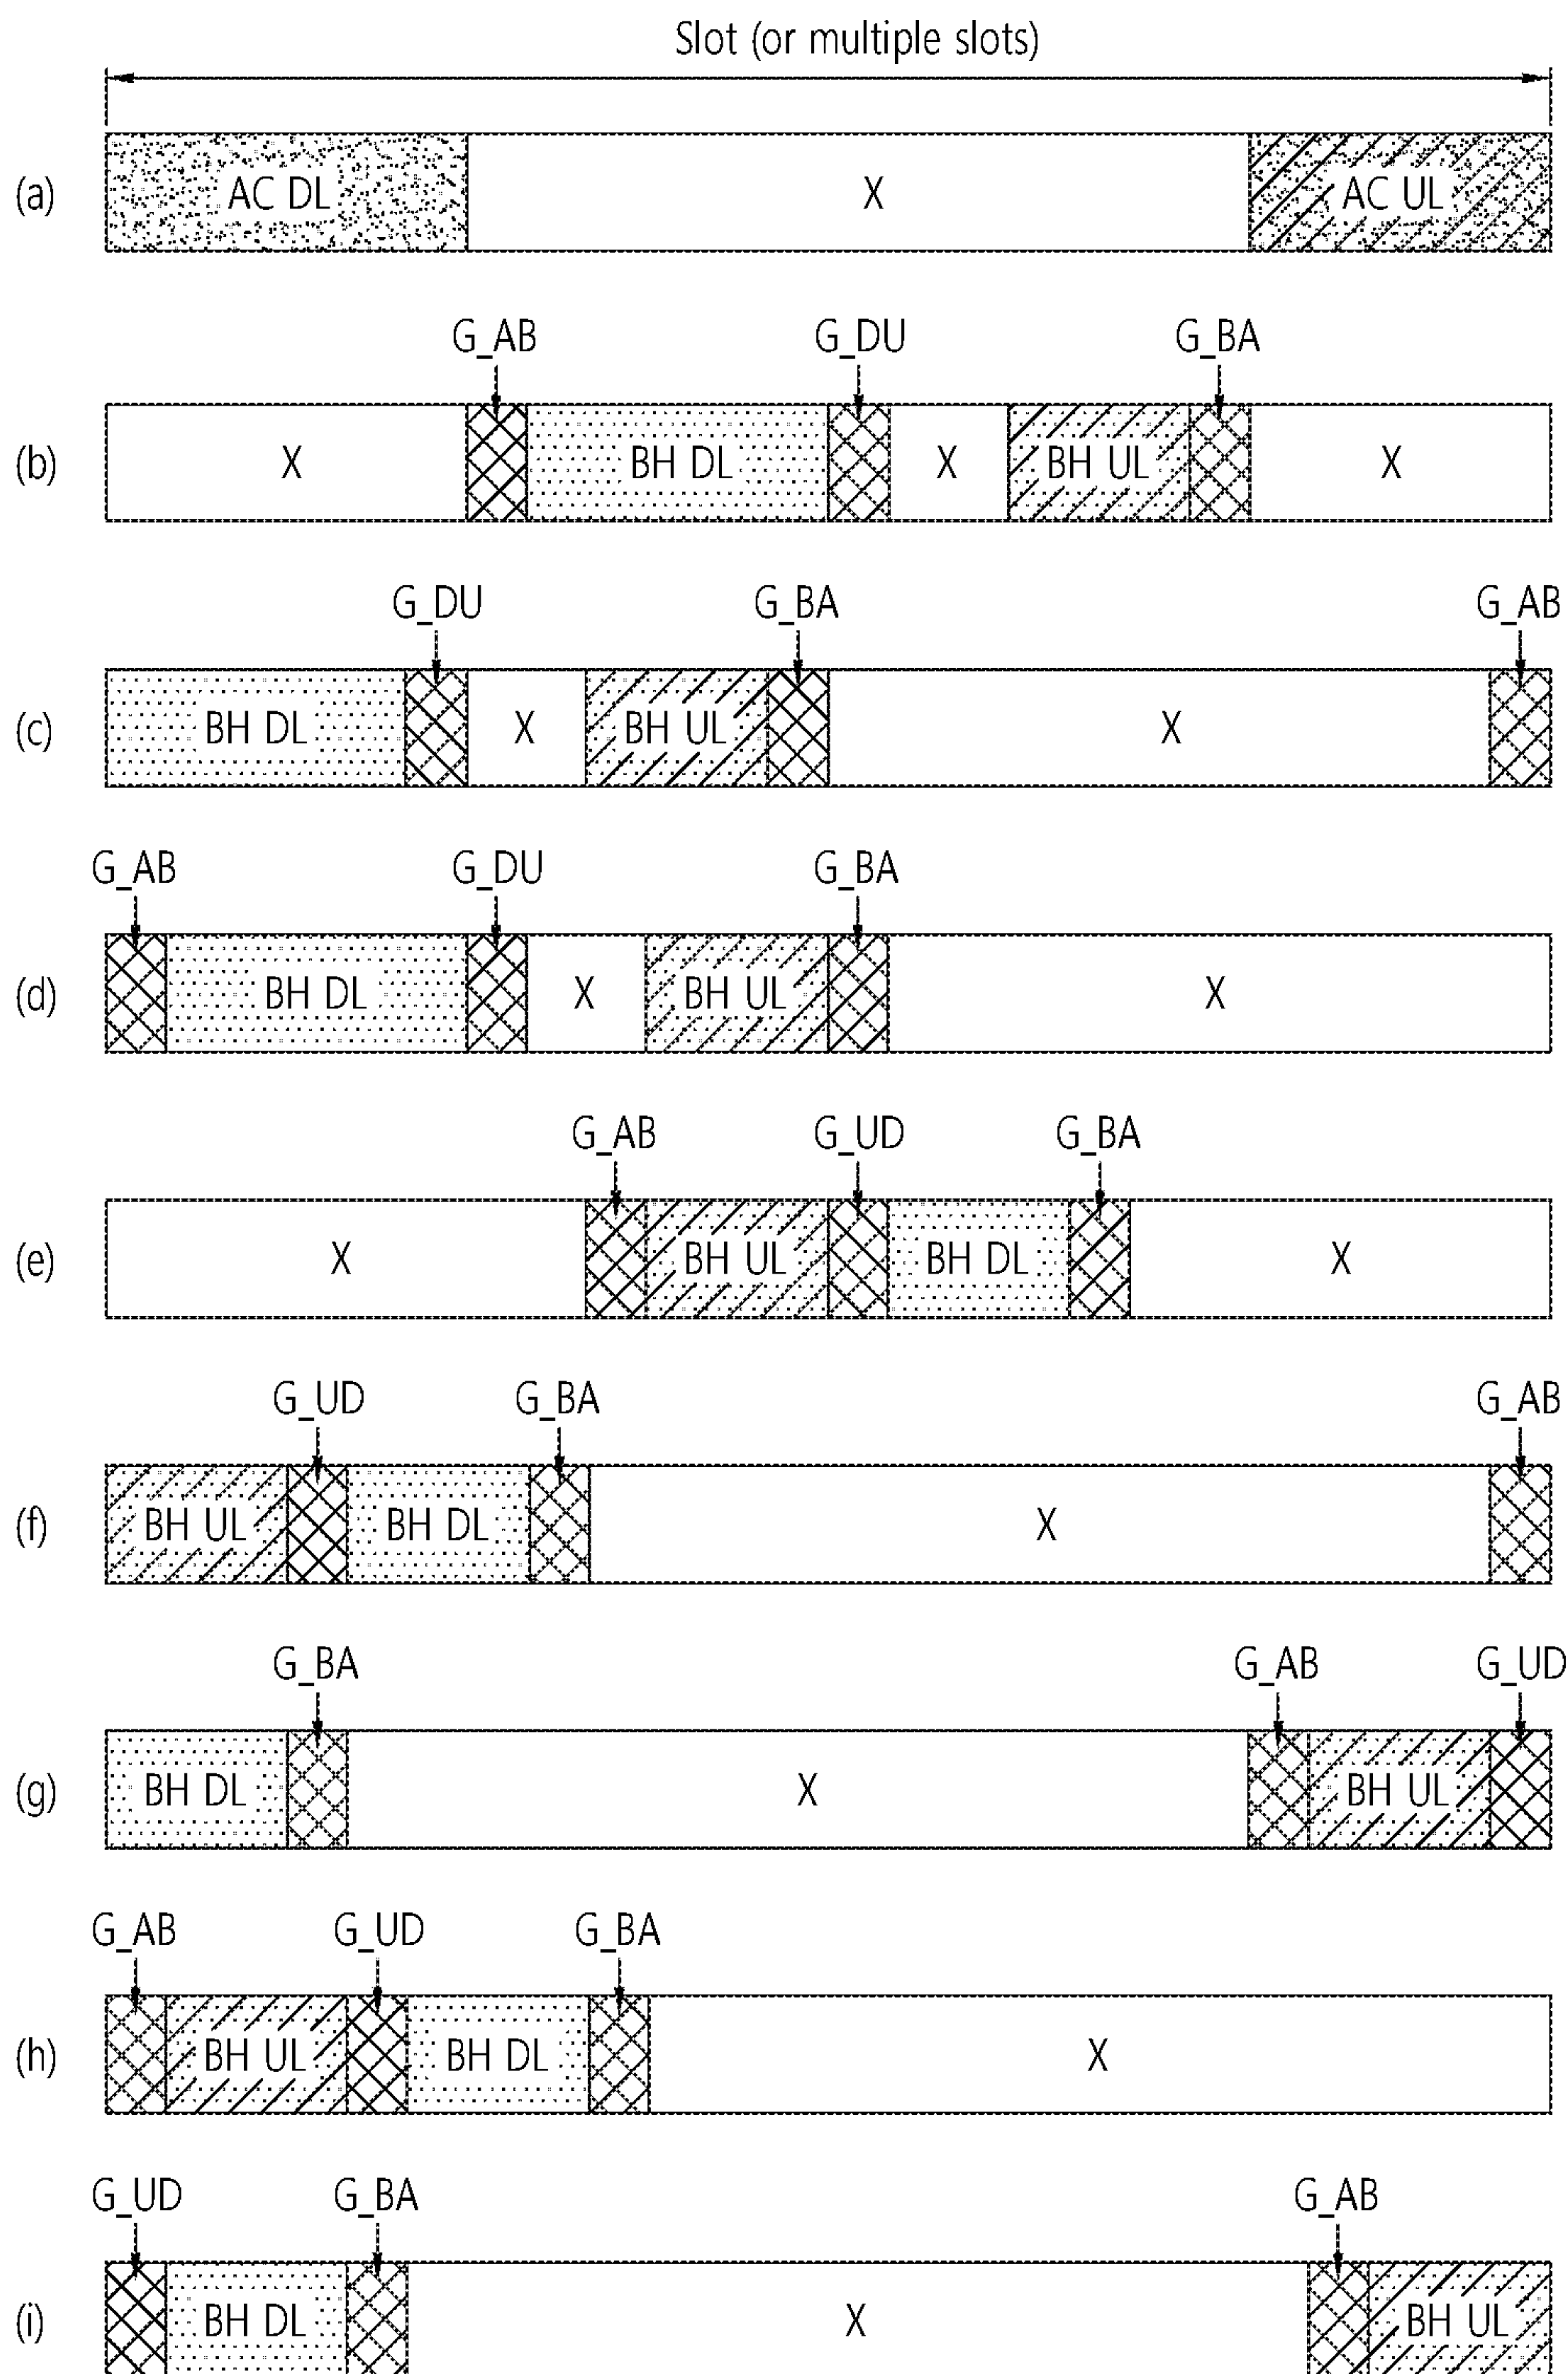 Slot (or multiple slots)
(a) AC DL X AC UL
G_AB G_DU G_BA
(b) X BH DL X BH UL X
G_DU G_BA G_AB
(c) BH DL X BH UL X
G_AB G_DU G_BA
(d) BH DL X BH UL X
G_AB G_UD G_BA
(e) X BH UL BH DL X
G_UD G_BA G_AB
(f) BH UL BH DL X
G_BA G_AB G_UD
(g) BH DL X BH UL
G_AB G_UD G_BA
(h) BH UL BH DL X
G_UD G_BA G_AB
(i) BH DL X BH UL